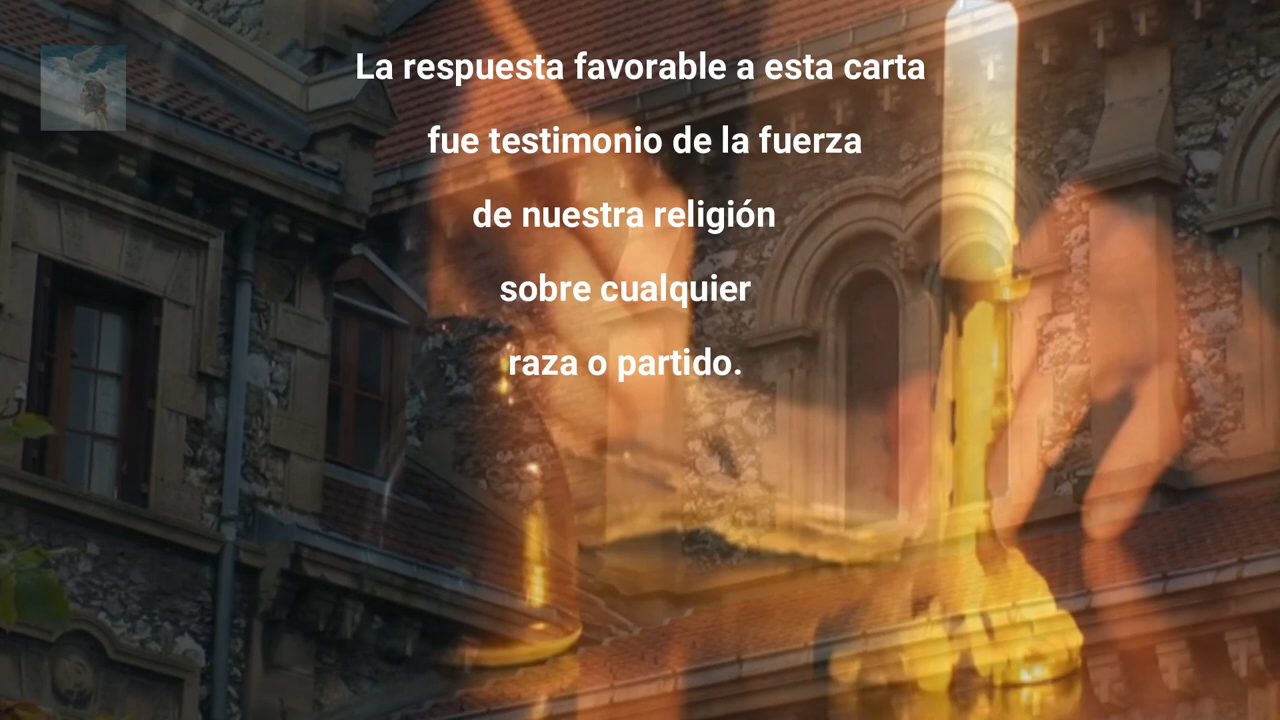 La respuesta favorable a esta carta
fue testimonio de la fuerza
de nuestra religión
sobre cualquier
raza o partido.